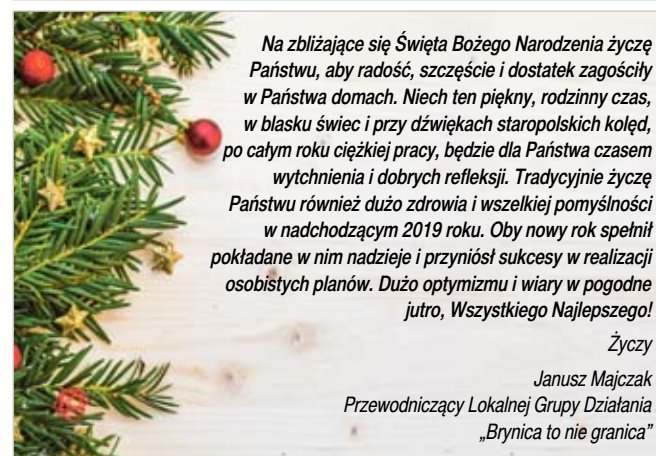 Na zbliżające się Święta Bożego Narodzenia życzę
Państwu, aby radość, szczęście i dostatek zagościły
w Państwa domach. Niech ten piękny, rodzinny czas,
w blasku świec i przy dźwiękach staropolskich kolęd,
po całym roku ciężkiej pracy, będzie dla Państwa czasem
wytchnienia i dobrych refleksji. Tradycyjnie życzę
Państwu również dużo zdrowia i wszelkiej pomyślności
w nadchodzącym 2019 roku. Oby nowy rok spełnił
pokładane w nim nadzieje i przyniósł sukcesy w realizacji
osobistych planów. Dużo optymizmu i wiary w pogodne
jutro, Wszystkiego Najlepszego!
Życzy
Janusz Majczak
Przewodniczący Lokalnej Grupy Działania
„Brynica to nie granica”